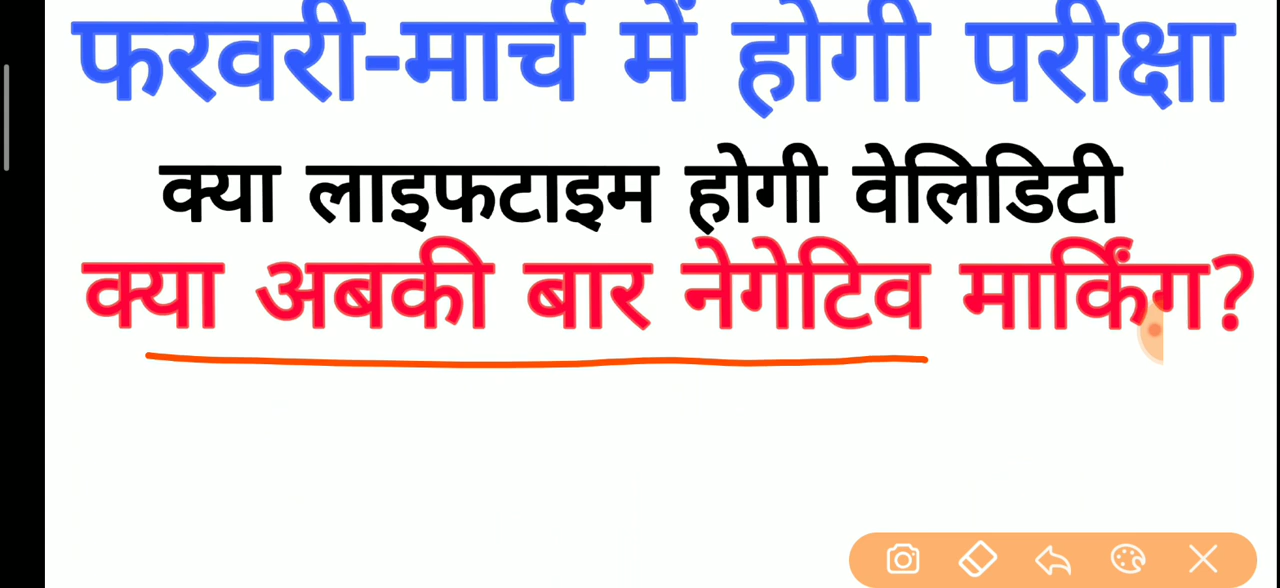 फरवरी-मार्च में होगी परीक्षा
क्या लाइफटाइम होगी वेलिडिटी
क्या अबकी बार नेगेटिव मार्किंग?